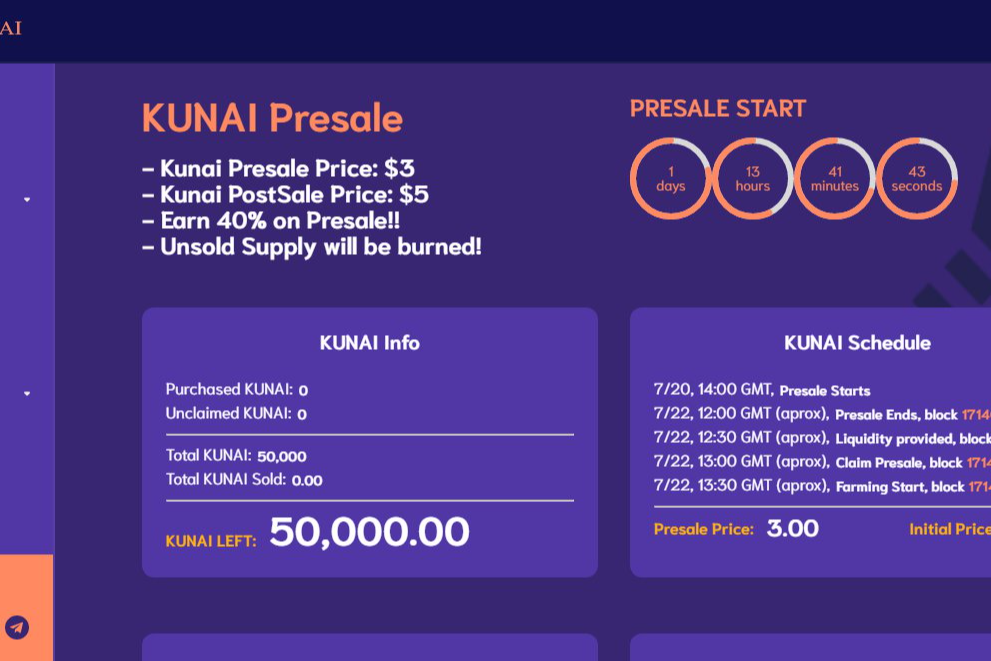 AI
KUNAI Presale
– Kunai Presale Price: $3
– Kunai PostSale Price: $5
– Earn 40% on Presale!!
– Unsold Supply will be burned!
PRESALE START
1 days
13 hours
41 minutes
43 seconds
KUNAI Info
Purchased KUNAI: 0
Unclaimed KUNAI: 0
Total KUNAI: 50,000
Total KUNAI Sold: 0.00
KUNAI LEFT: 50,000.00
KUNAI Schedule
7/20, 14:00 GMT, Presale Starts
7/22, 12:00 GMT (aprox), Presale Ends, block 1714
7/22, 12:30 GMT (aprox), Liquidity provided, block
7/22, 13:00 GMT (aprox), Claim Presale, block 1714
7/22, 13:30 GMT (aprox), Farming Start, block 1714
Presale Price: 3.00
Initial Price